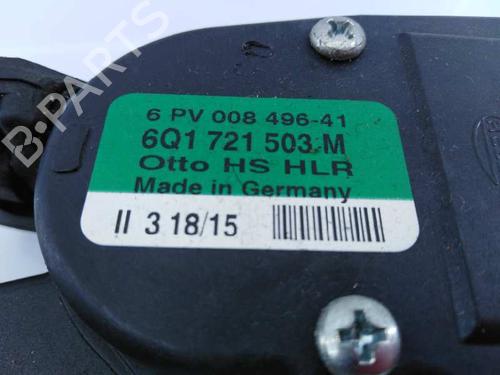 B-PARTS
6 PV 008 496-41
6Q1 721 503 M
Otto HS HLR
Made in Germany
II 3 18/15